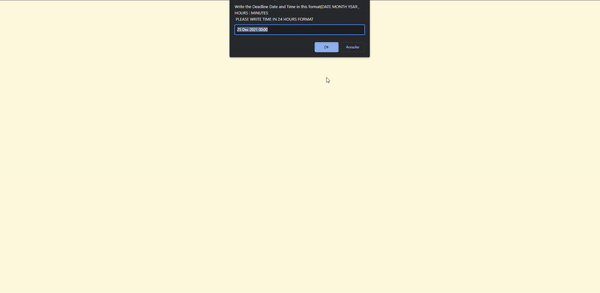 Write the Deadline Date and Time in this format(DATE MONTH YEAR ,
HOURS : MINUTES
PLEASE WRITE TIME IN 24 HOURS FORMAT
25 Dec 2021 00:00
OK
Annuler